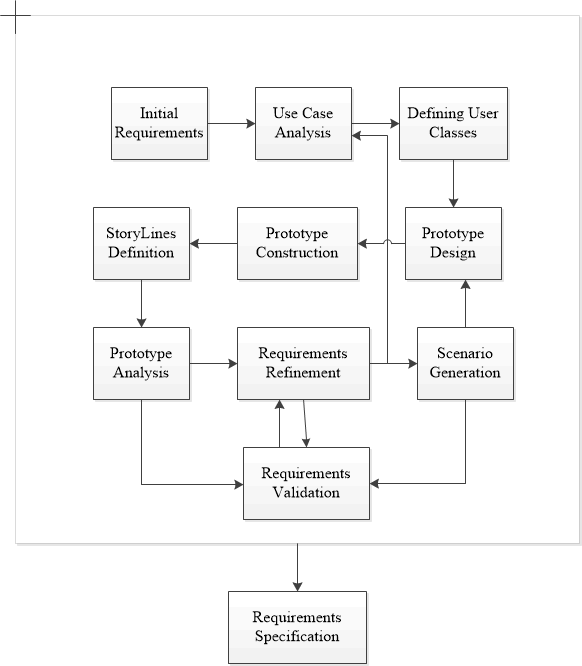 Initial
Requirements
Use Case
Analysis
Defining User
Classes
StoryLines
Definition
Prototype
Construction
Prototype
Design
Prototype
Analysis
Requirements
Refinement
Scenario
Generation
Requirements
Validation
Requirements
Specification